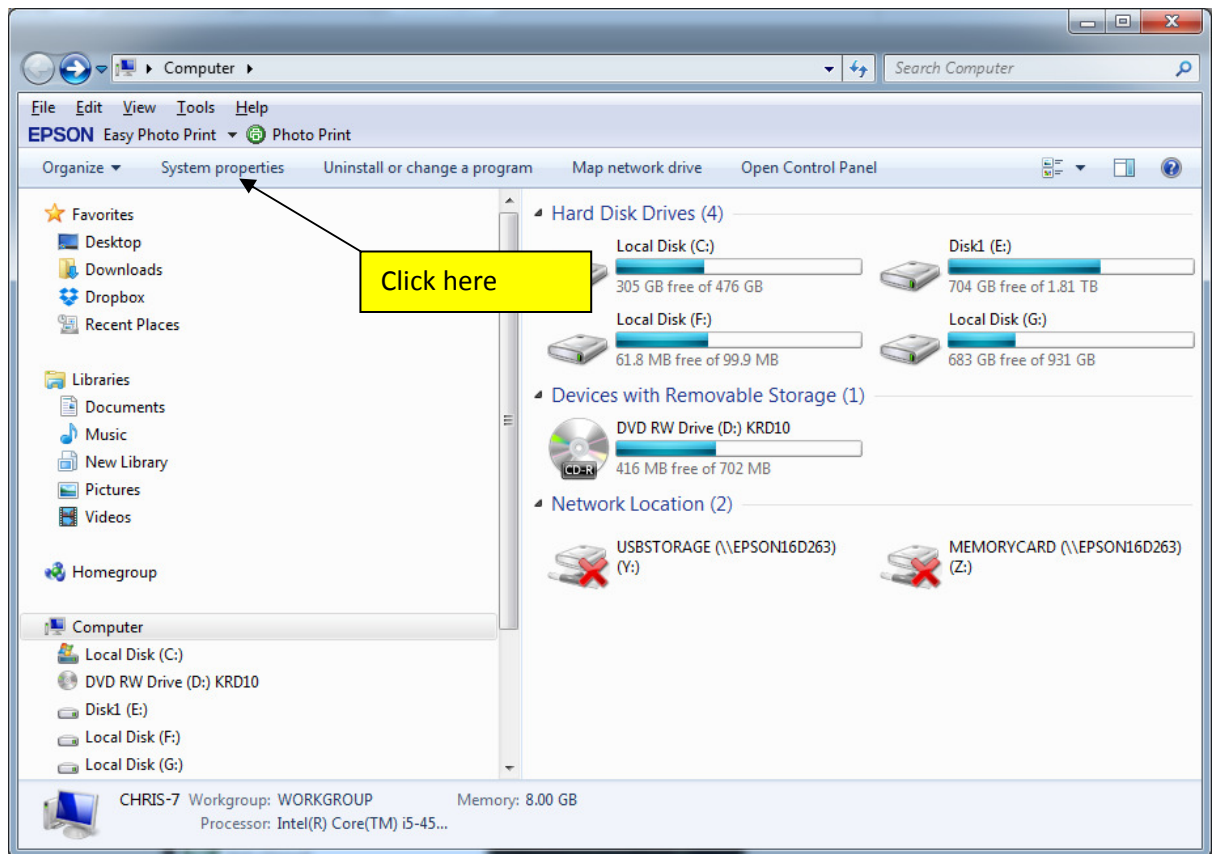 Computer
Search Computer
File Edit View Tools Help
EPSON Easy Photo Print Photo Print
Organize System properties Uninstall or change a program Map network drive Open Control Panel
Favorites
Desktop
Downloads
Dropbox
Recent Places
Libraries
Documents
Music
New Library
Pictures
Videos
Homegroup
Computer
Local Disk (C:)
DVD RW Drive (D:) KRD10
Disk1 (E:)
Local Disk (F:)
Local Disk (G:)
Click here
Hard Disk Drives (4)
Local Disk (C:)
305 GB free of 476 GB
Disk1 (E:)
704 GB free of 1.81 TB
Local Disk (F:)
61.8 MB free of 99.9 MB
Local Disk (G:)
683 GB free of 931 GB
Devices with Removable Storage (1)
DVD RW Drive (D:) KRD10
CD-R
416 MB free of 702 MB
Network Location (2)
USBSTORAGE (\\EPSON16D263)
(Y:)
MEMORYCARD (\\EPSON16D263)
(Z:)
CHRIS-7 Workgroup: WORKGROUP Memory: 8.00 GB
Processor: Intel(R) Core(TM) i5-45...